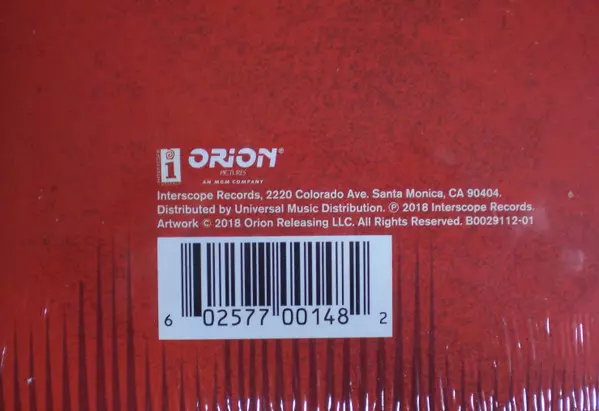 i ORION®
PICTURES
AN MGM COMPANY
Interscope Records, 2220 Colorado Ave. Santa Monica, CA 90404.
Distributed by Universal Music Distribution. ℗ 2018 Interscope Records.
Artwork © 2018 Orion Releasing LLC. All Rights Reserved. B0029112-01
6 02577 00148 2